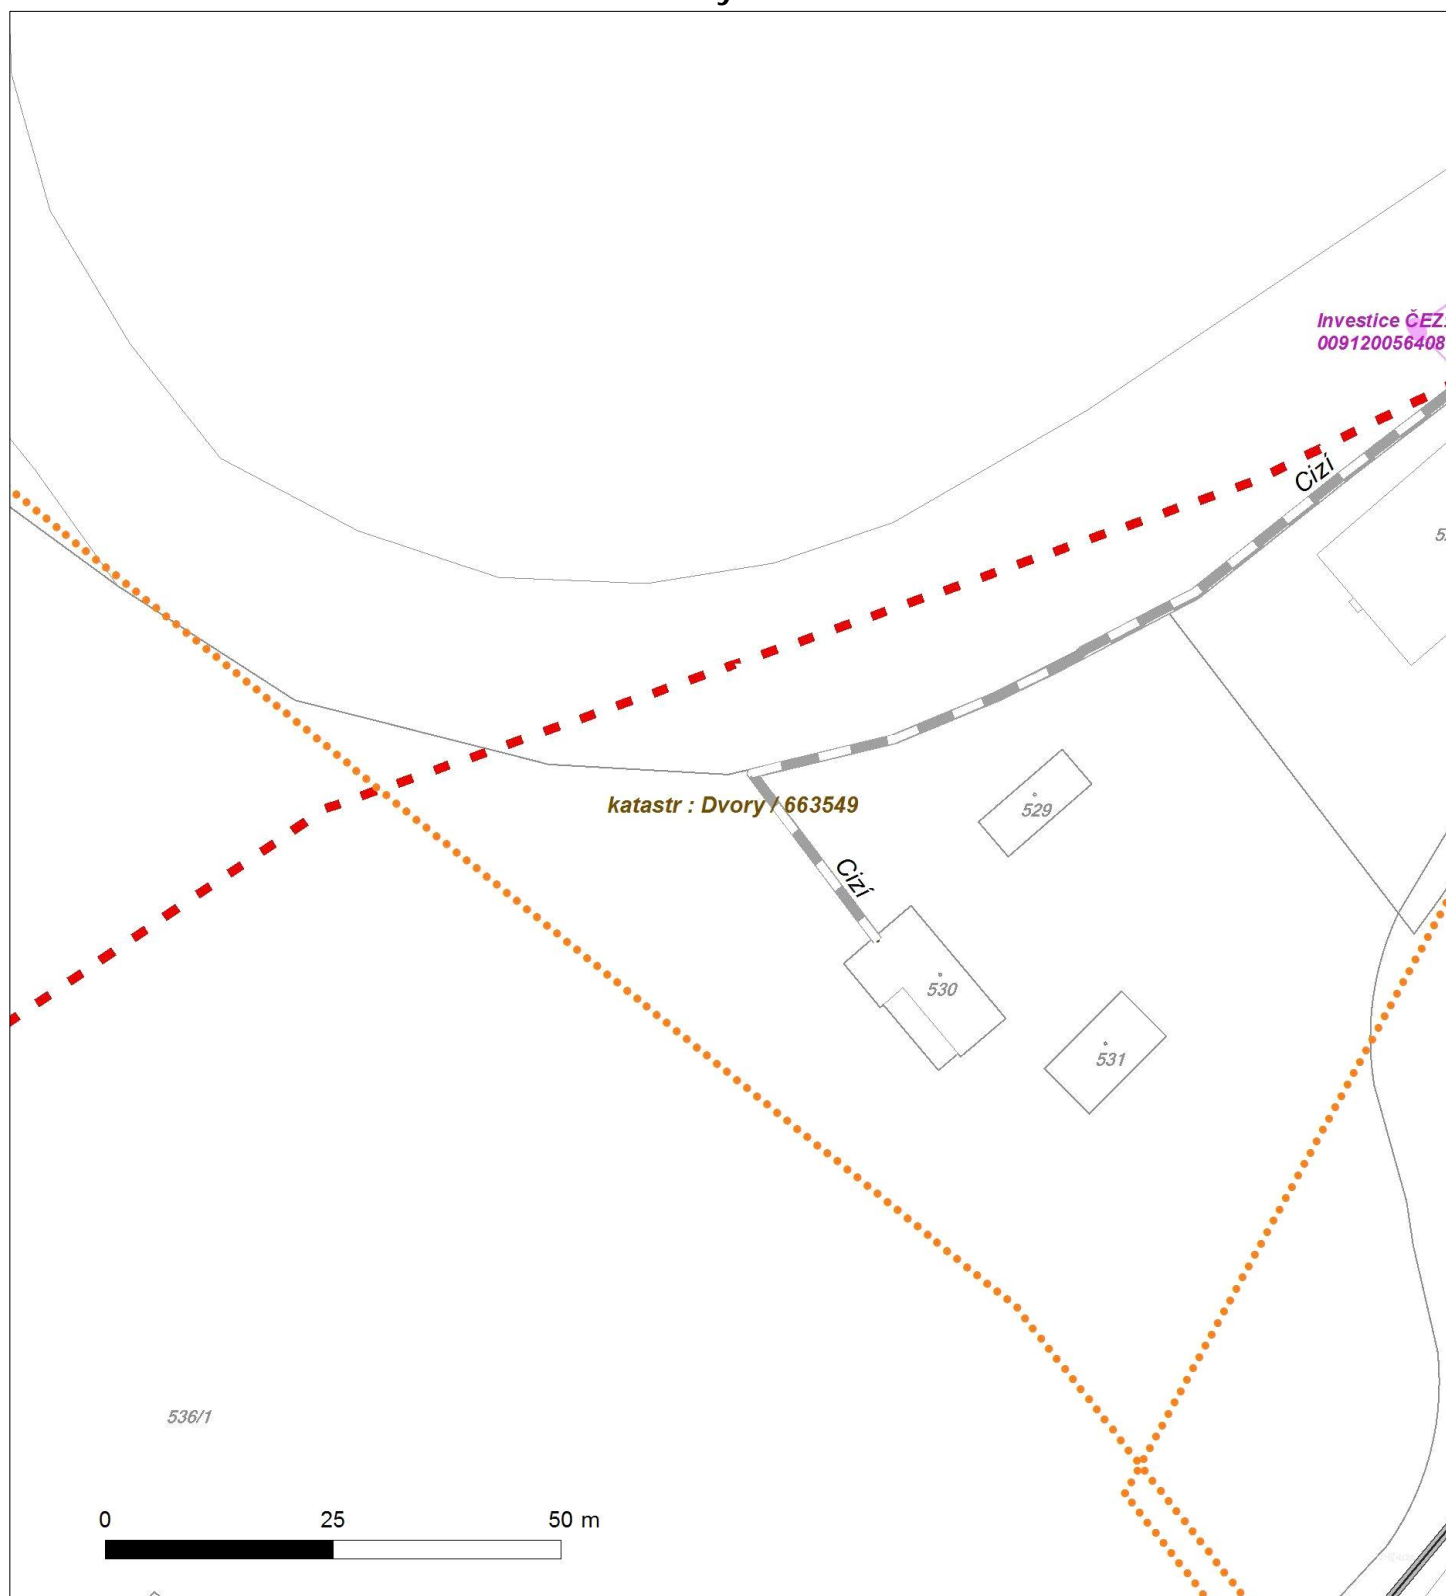 Investice ČEZ:
009120056408
Cizí
katastr : Dvory / 663549
529
Cizí
530
531
536/1
0 25 50 m